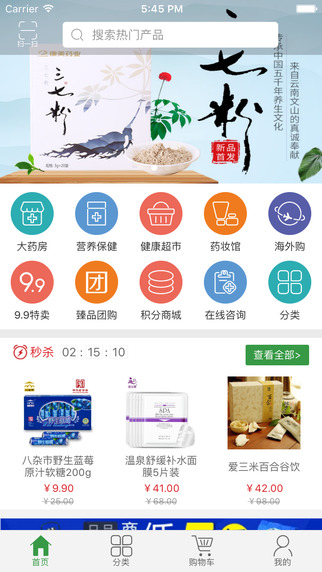 Carrier 5:45 PM
扫一扫
搜索热门产品
三七粉
三七粉
新品首发
传承中国五千年养生文化
来自云南文山的真诚奉献
大药房 营养保健 健康超市 药妆馆 海外购
9.9 团
9.9特卖 臻品团购 积分商城 在线咨询 分类
秒杀 02 : 15 : 10 查看全部>
八杂市野生蓝莓 温泉舒缓补水面 爱三米百合谷饮
原汁软糖200g 膜5片装
￥9.90 ￥41.00 ￥42.00
￥25.00 ￥68.00 ￥98.00
首页 分类 购物车 我的